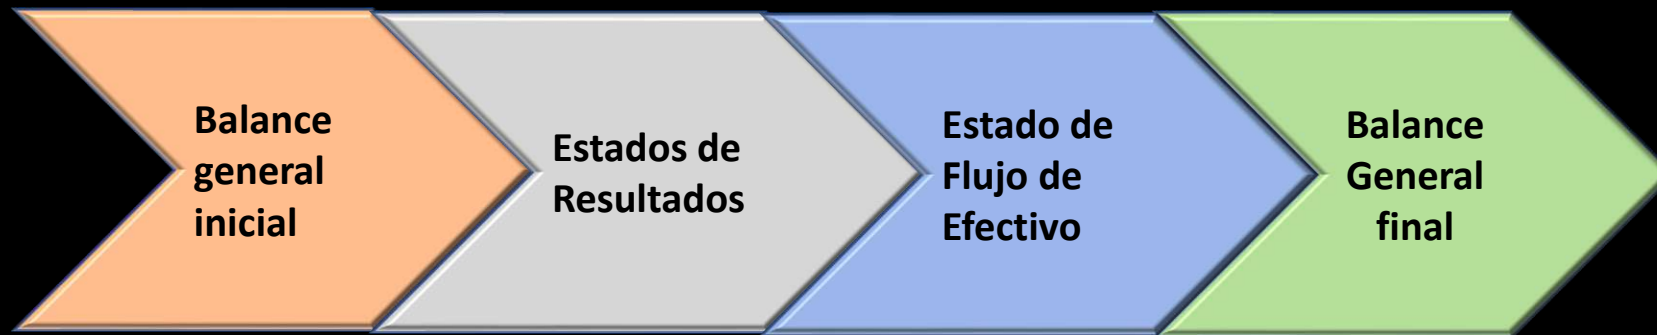 Balance
general
inicial
Estados de
Resultados
Estado de
Flujo de
Efectivo
Balance
General
final